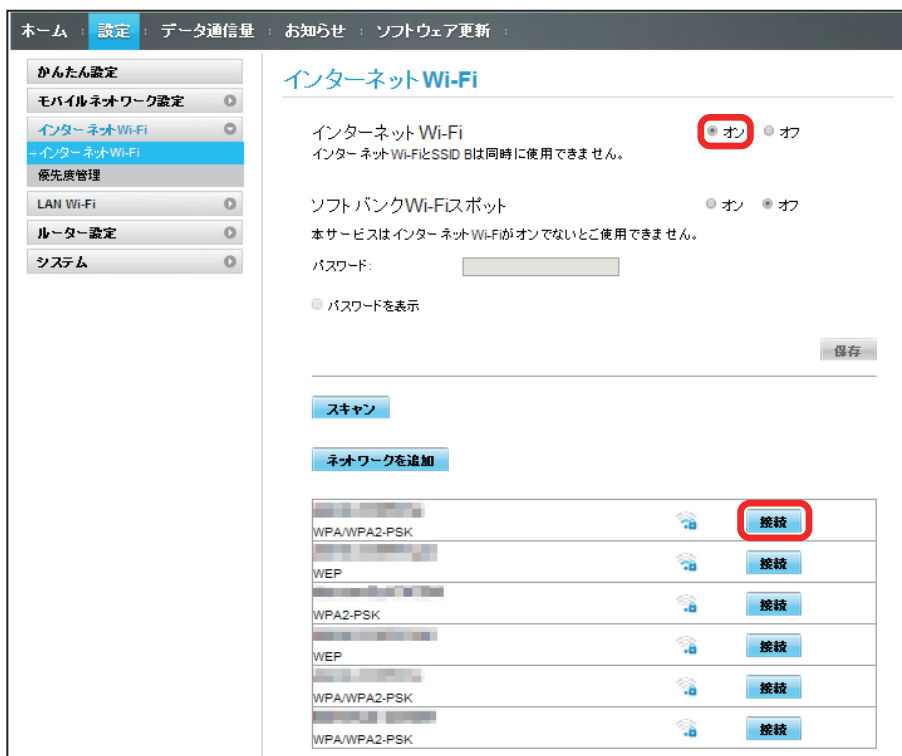 ホーム 設定 データ通信量 お知らせ ソフトウェア更新
かんたん設定
モバイルネットワーク設定
インターネットWi-Fi
インターネットWi-Fi
優先度管理
LAN Wi-Fi
ルーター設定
システム
インターネットWi-Fi
インターネットWi-Fi オン オフ
インターネットWi-FiとSSID Bは同時に使用できません。
ソフトバンクWi-Fiスポット オン オフ
本サービスはインターネットWi-Fiがオンでないとご使用できません。
パスワード:
パスワードを表示
保存
スキャン
ネットワークを追加
WPA/WPA2-PSK 接続
WEP 接続
WPA2-PSK 接続
WEP 接続
WPA/WPA2-PSK 接続
WPA/WPA2-PSK 接続